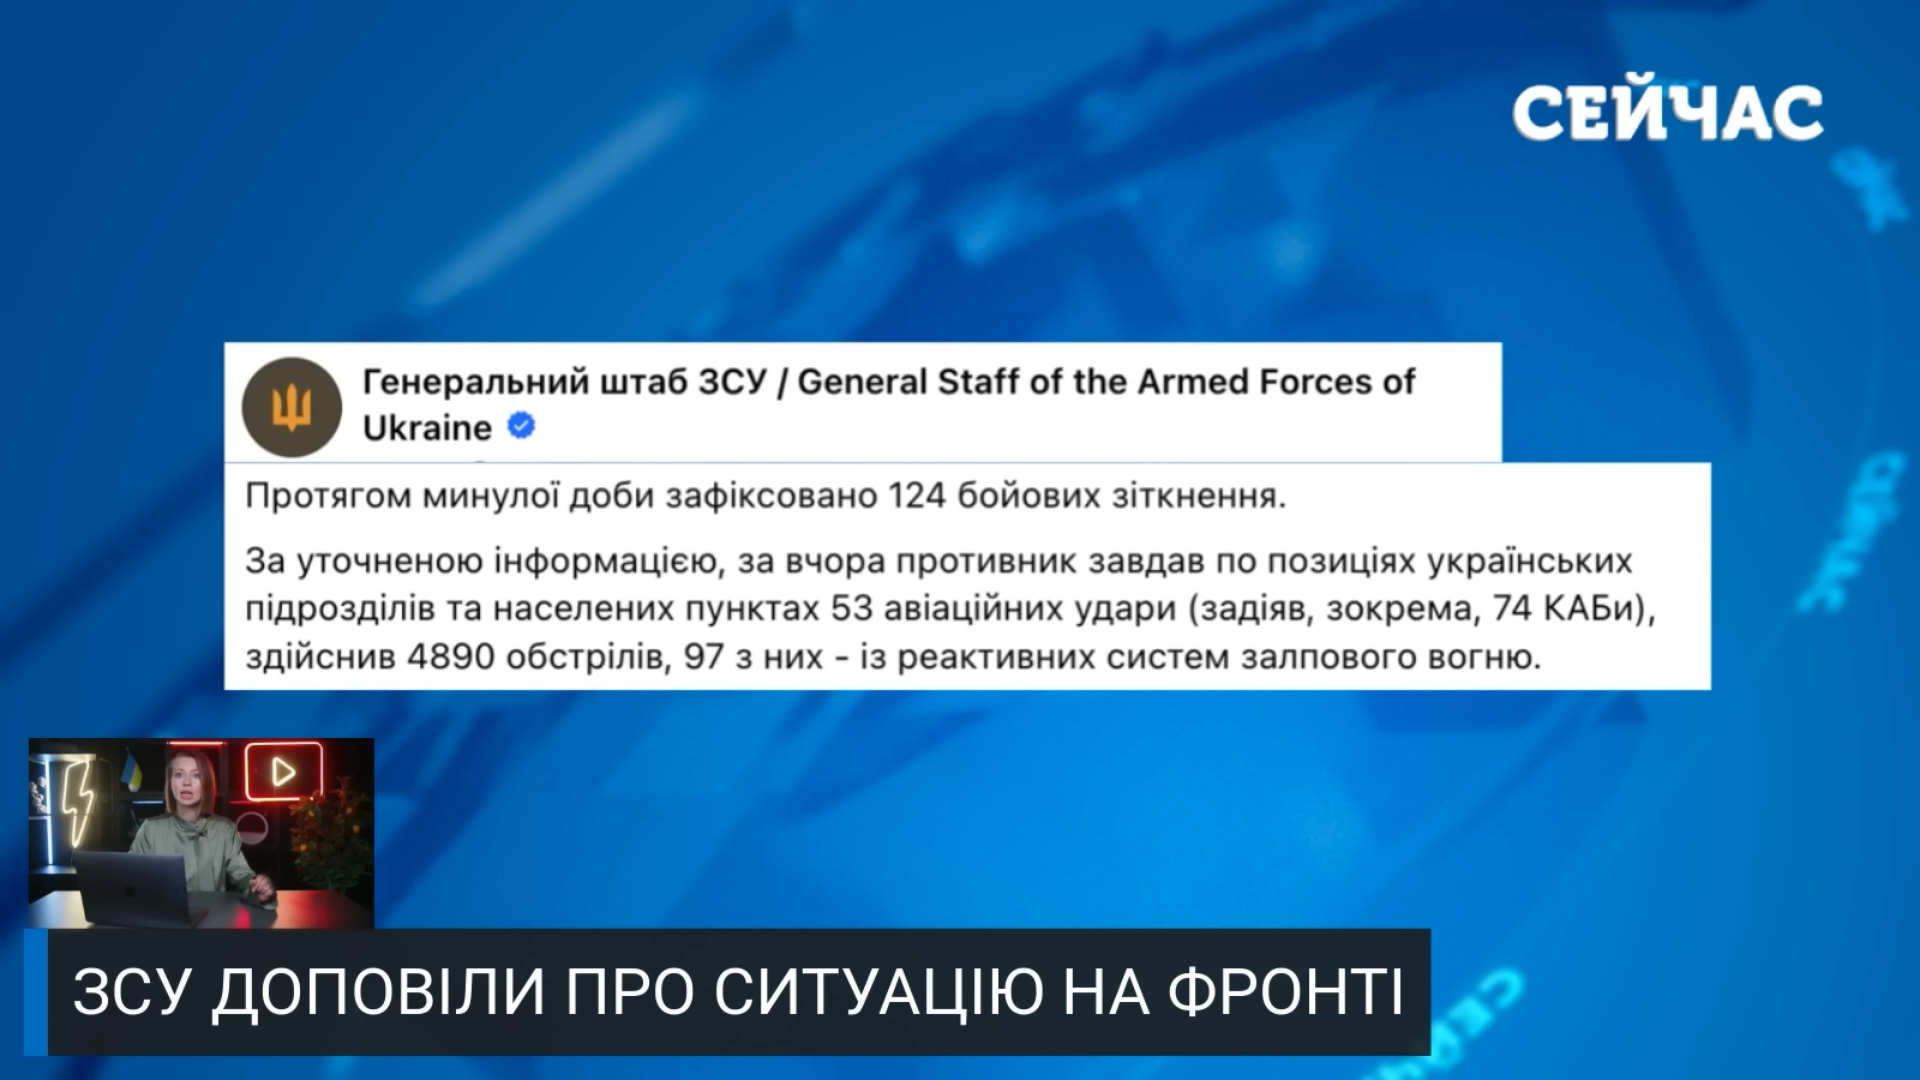 СЕЙЧАС
Генеральний штаб ЗСУ / General Staff of the Armed Forces of
Ukraine
Протягом минулої доби зафіксовано 124 бойових зіткнення.
За уточненою інформацією, за вчора противник завдав по позиціях українських
підрозділів та населених пунктах 53 авіаційних удари (задіяв, зокрема, 74 КАБи),
здійснив 4890 обстрілів, 97 з них - із реактивних систем залпового вогню.
ЗСУ ДОПОВІЛИ ПРО СИТУАЦІЮ НА ФРОНТІ